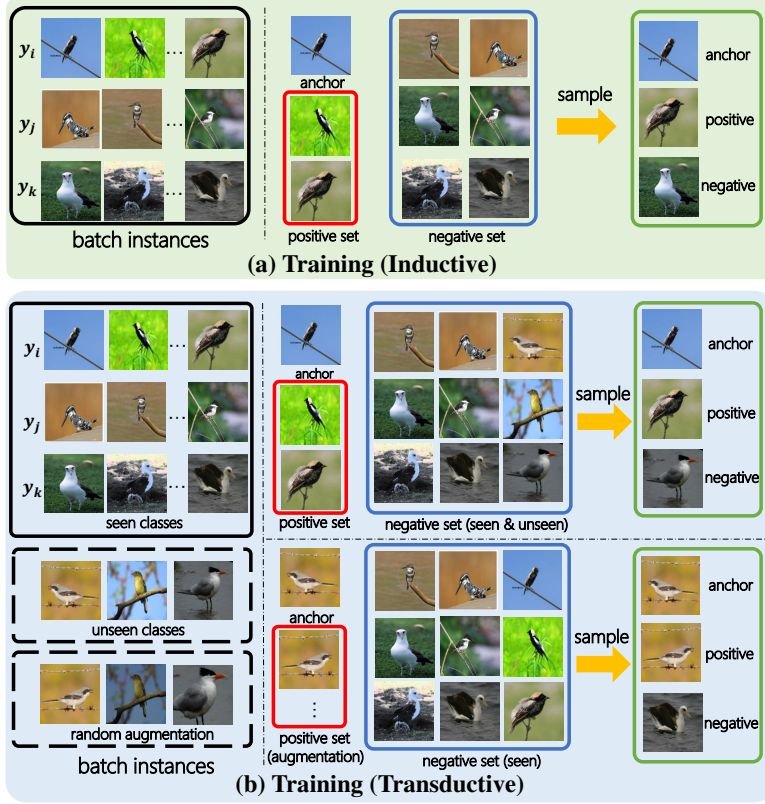 y_i
...
anchor
y_j
...
sample
y_k
...
anchor
positive
negative
batch instances
positive set
negative set
(a) Training (Inductive)
y_i
...
anchor
y_j
...
sample
y_k
...
anchor
positive
negative
seen classes
positive set
negative set (seen & unseen)
unseen classes
anchor
sample
anchor
positive
negative
random augmentation
⋮
positive set
(augmentation)
negative set (seen)
batch instances
(b) Training (Transductive)